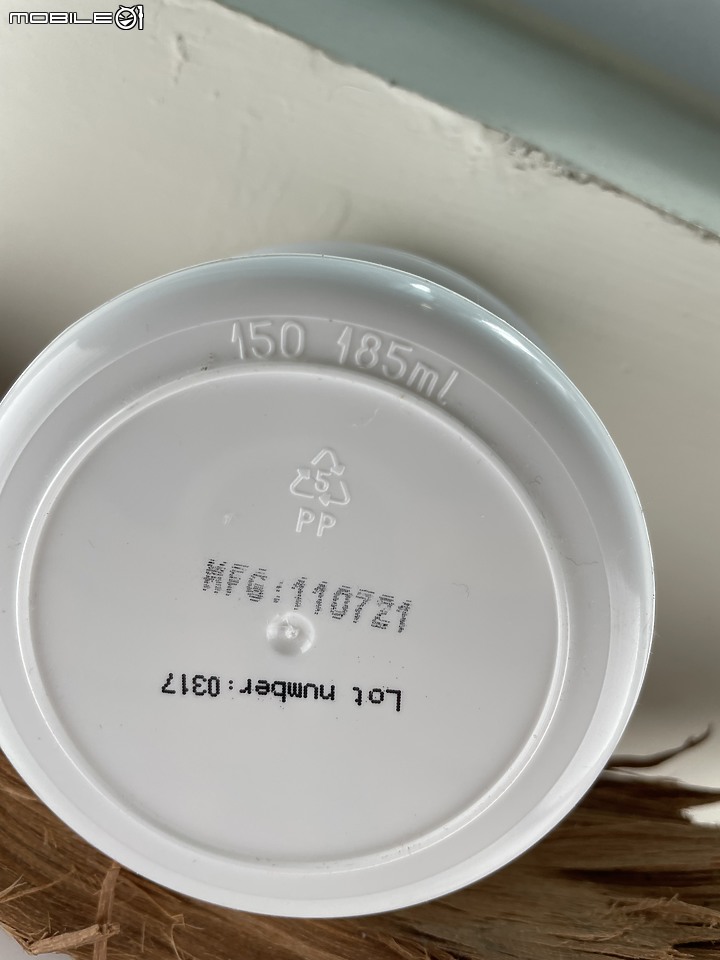 MOBILE01
150 185ml
5
PP
MFG:110721
Lot number:0317